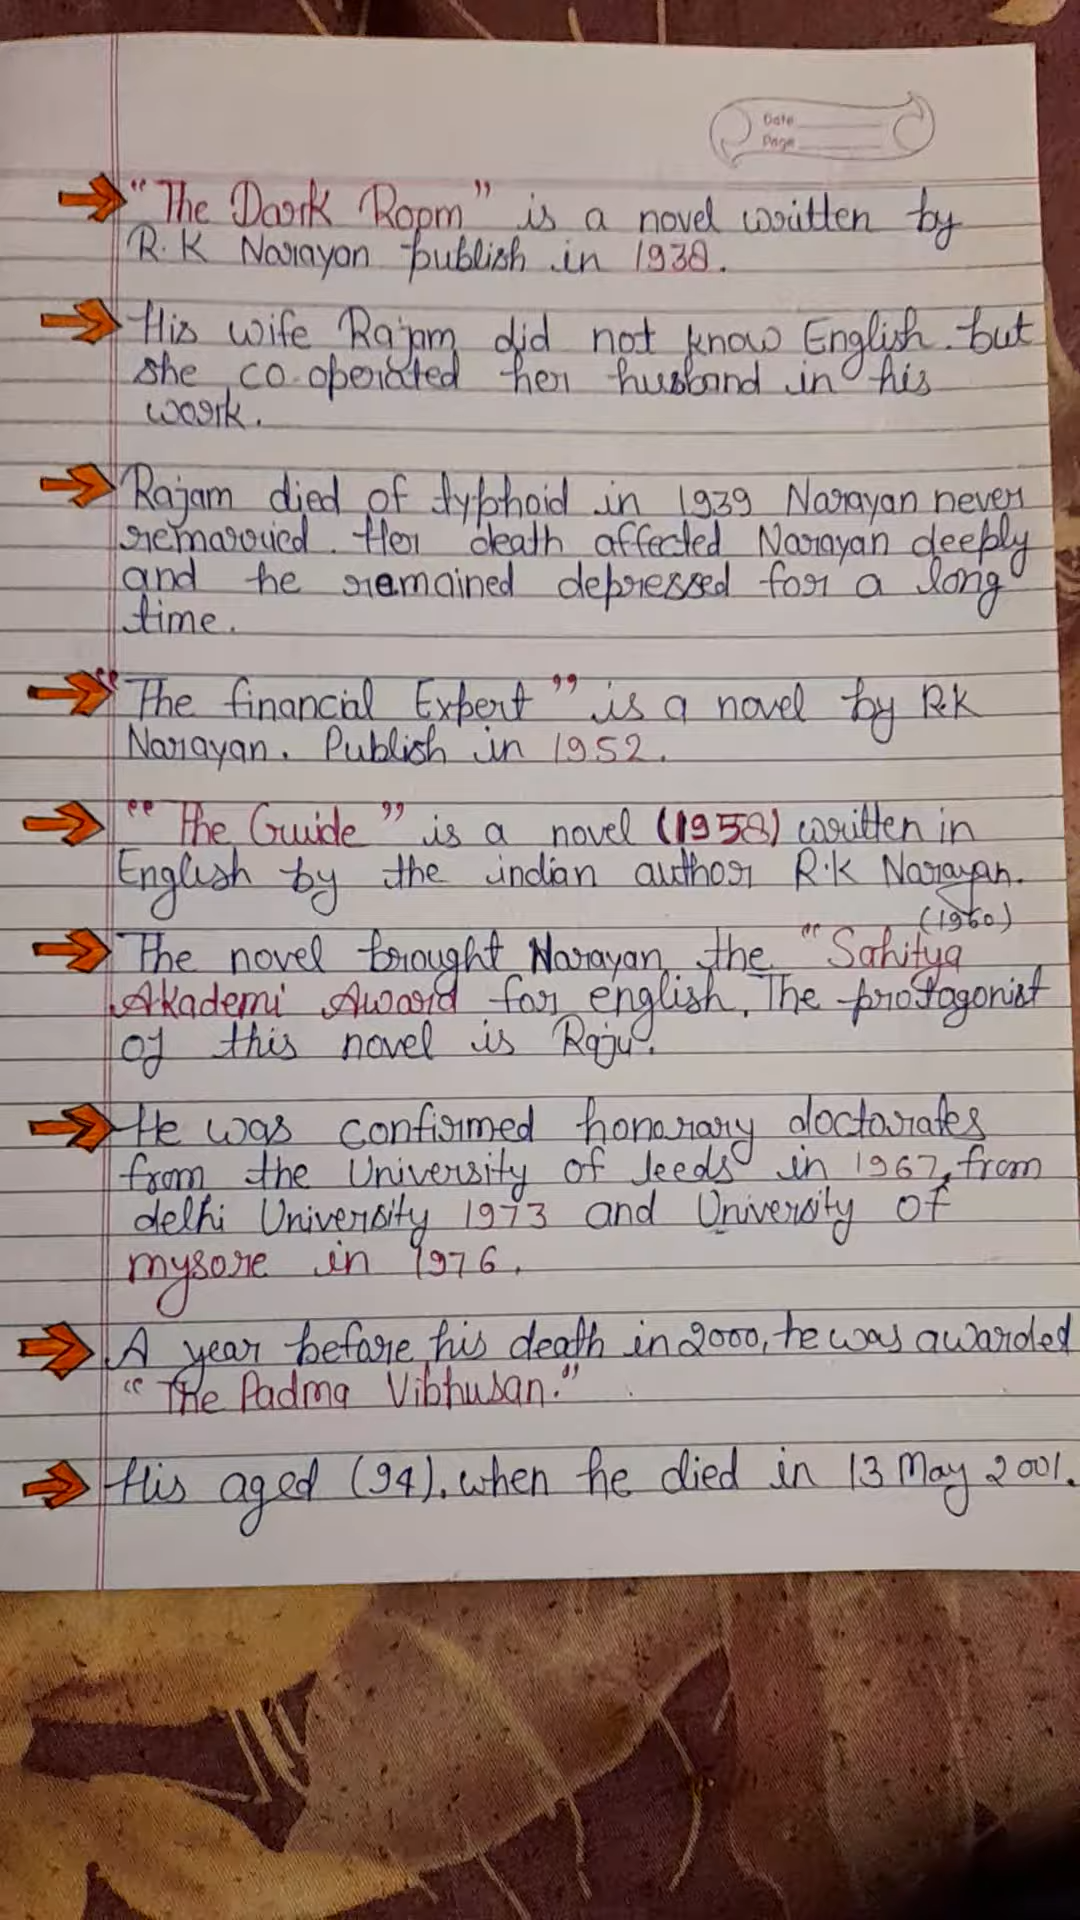 Date
Page
"The Dark Room" is a novel written by
R.K Narayan publish in 1938.
His wife Rajam did not know English. but
she co-operated her husband in his
work.
Rajam died of typhoid in 1939 Narayan never
remarried. Her death affected Narayan deeply
and he remained depressed for a long
time.
"The financial Expert" is a novel by R.K
Narayan. Publish in 1952.
"The Guide" is a novel (1958) written in
English by the indian author R.K Narayan.
(1960)
The novel brought Narayan the "Sahitya
Akademi Award for english. The protagonist
of this novel is Raju".
He was confirmed honorary doctorates
from the University of leeds in 1967, from
delhi University 1973 and University of
mysore in 1976.
A year before his death in 2000, he was awarded
"The Padma Vibhusan."
His aged (94). when he died in 13 May 2001.